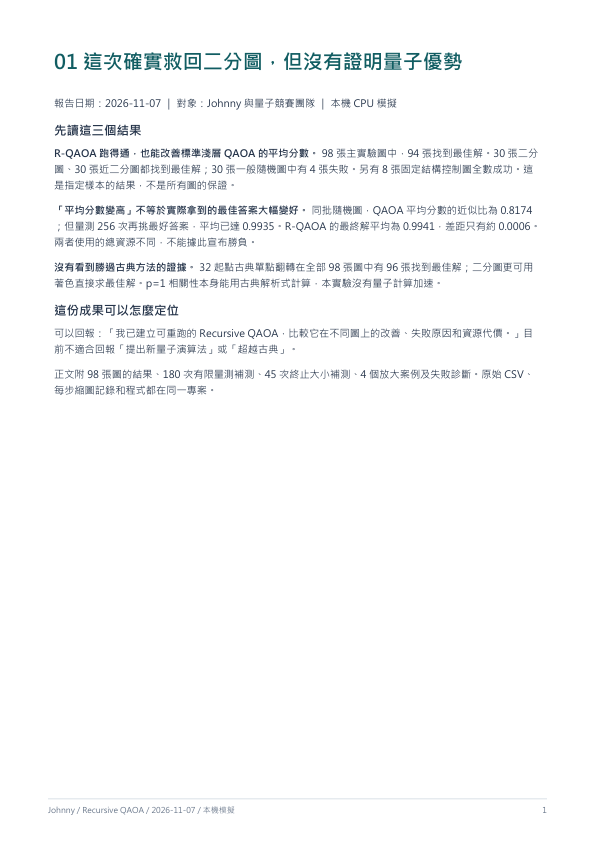 01 這次確實救回二分圖，但沒有證明量子優勢
報告日期：2026-11-07 | 對象：Johnny 與量子競賽團隊 | 本機 CPU 模擬
先讀這三個結果
R-QAOA 跑得通，也能改善標準淺層 QAOA 的平均分數。 98 張主實驗圖中，94 張找到最佳解。30 張二分
圖、30 張近二分圖都找到最佳解；30 張一般隨機圖中有 4 張失敗。另有 8 張固定結構控制圖全數成功。這
是指定樣本的結果，不是所有圖的保證。
「平均分數變高」不等於實際拿到的最佳答案大幅變好。 同批隨機圖，QAOA 平均分數的近似比為 0.8174
；但量測 256 次再挑最好答案，平均已達 0.9935。R-QAOA 的最終解平均為 0.9941，差距只有約 0.0006。
兩者使用的總資源不同，不能據此宣布勝負。
沒有看到勝過古典方法的證據。 32 起點古典單點翻轉在全部 98 張圖中有 96 張找到最佳解；二分圖更可用
著色直接求最佳解。p=1 相關性本身能用古典解析式計算，本實驗沒有量子計算加速。
這份成果可以怎麼定位
可以回報：「我已建立可重跑的 Recursive QAOA，比較它在不同圖上的改善、失敗原因和資源代價。」目
前不適合回報「提出新量子演算法」或「超越古典」。
正文附 98 張圖的結果、180 次有限量測補測、45 次終止大小補測、4 個放大案例及失敗診斷。原始 CSV、
每步縮圖記錄和程式都在同一專案。
Johnny / Recursive QAOA / 2026-11-07 / 本機模擬
1